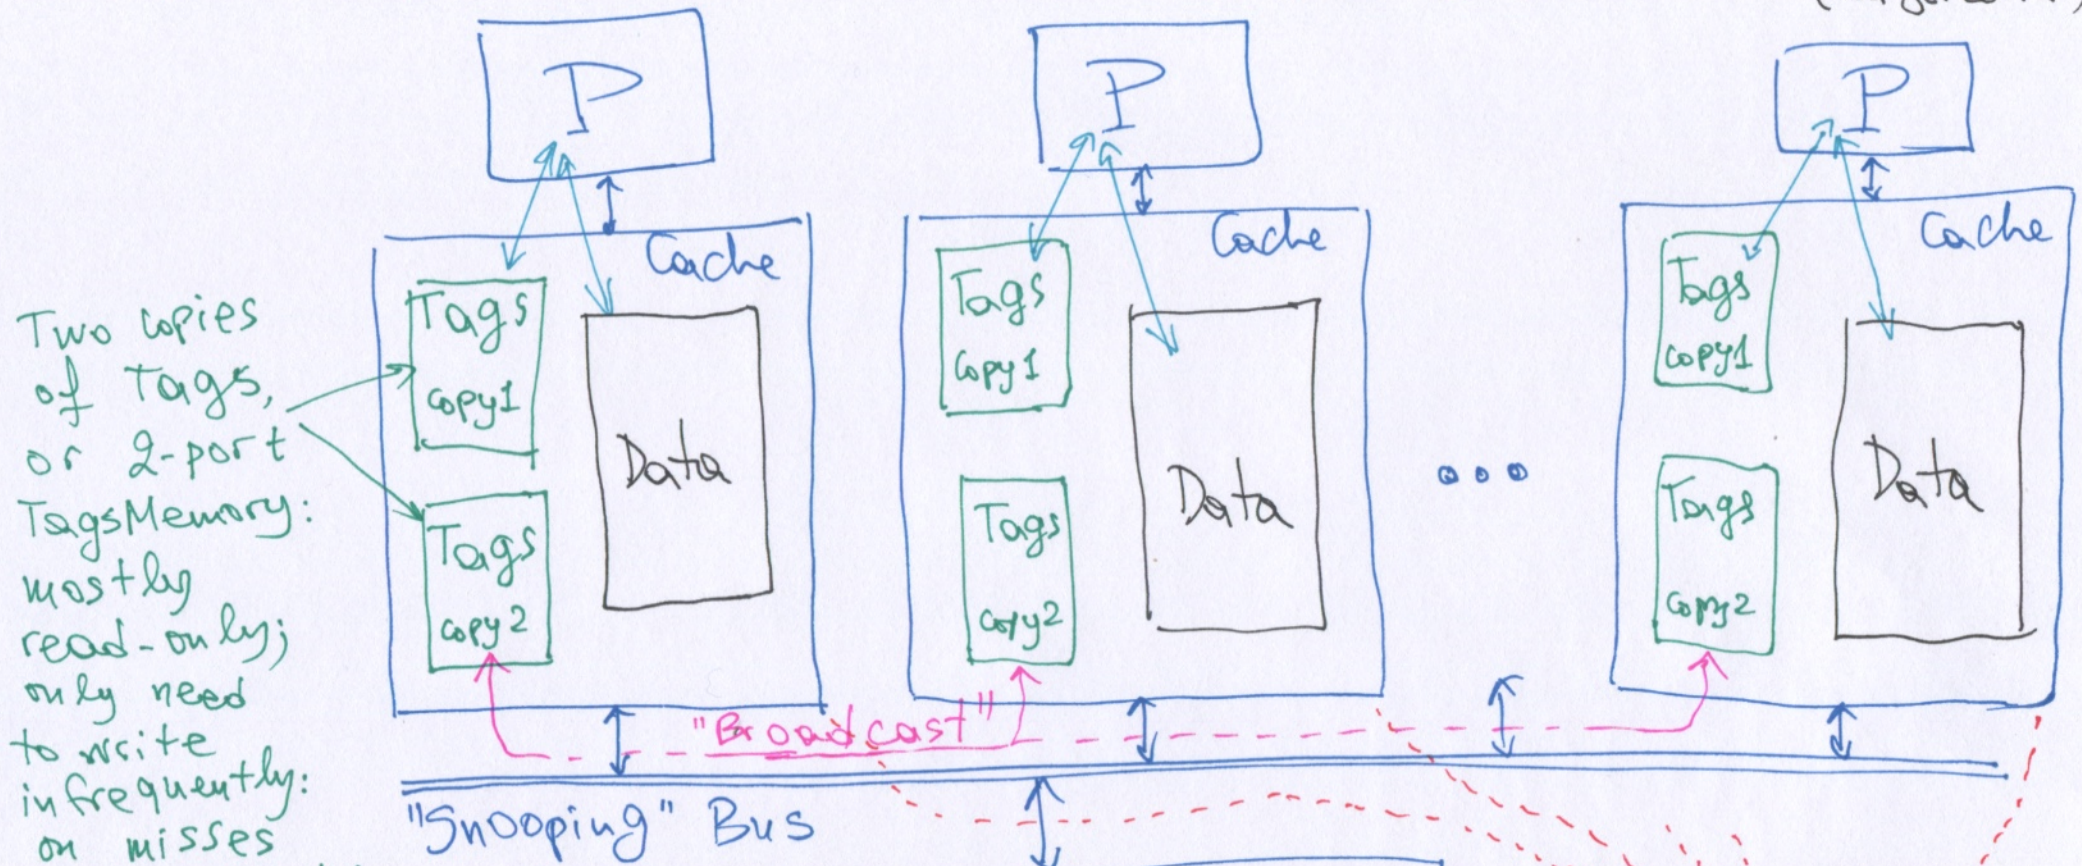 P
P
P
Cache
Cache
Cache
Tags
copy1
Tags
copy2
Data
Tags
copy1
Tags
copy2
Data
Tags
copy1
Tags
copy2
Data
Two copies
of Tags,
or 2-port
TagsMemory:
mostly
read-only;
only need
to write
infrequently:
on misses
"Broadcast"
"Snooping" Bus